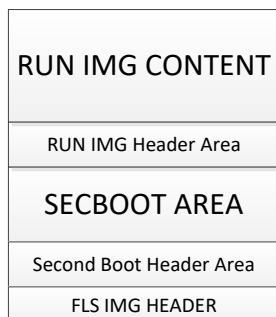 RUN IMG CONTENT
RUN IMG Header Area
SECBOOT AREA
Second Boot Header Area
FLS IMG HEADER